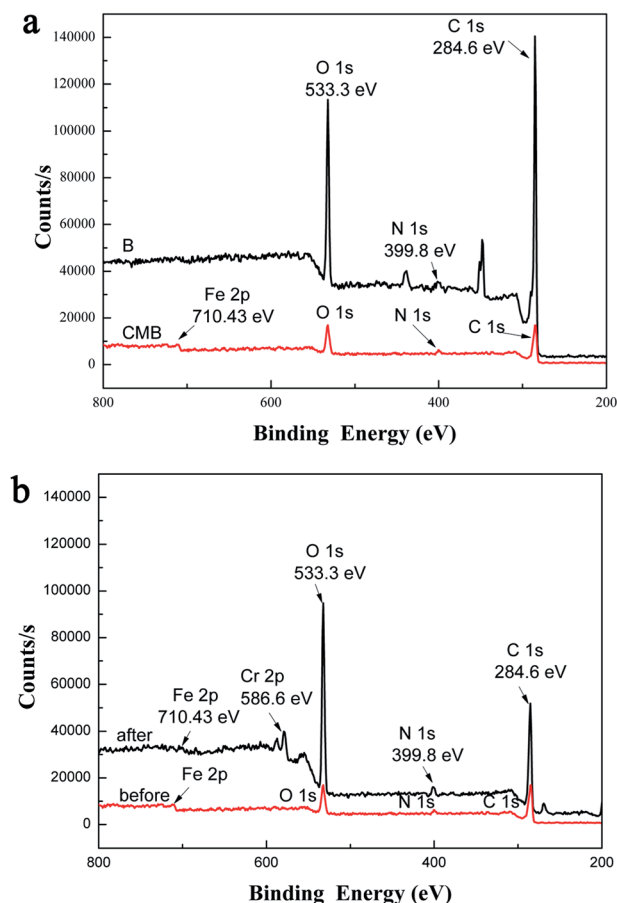 a
140000
120000
100000
80000
60000
40000
20000
0
Counts/s
C 1s
284.6 eV
O 1s
533.3 eV
B
N 1s
399.8 eV
Fe 2p
710.43 eV
CMB
O 1s
N 1s
C 1s
800 600 400 200
Binding Energy (eV)
b
140000
120000
100000
80000
60000
40000
20000
0
Counts/s
O 1s
533.3 eV
C 1s
284.6 eV
Cr 2p
586.6 eV
Fe 2p
710.43 eV
after
N 1s
399.8 eV
before
Fe 2p
O 1s
N 1s
C 1s
800 600 400 200
Binding Energy (eV)